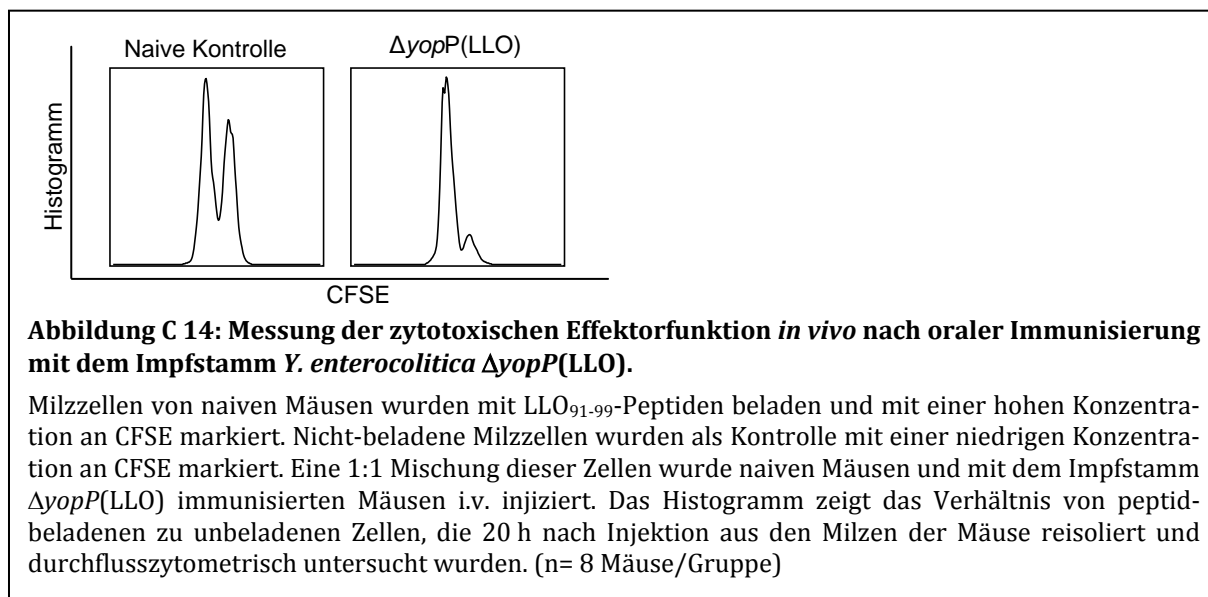 Naive Kontrolle
ΔyopP(LLO)
Histogramm
CFSE
Abbildung C 14: Messung der zytotoxischen Effektorfunktion in vivo nach oraler Immunisierung
mit dem Impfstamm Y. enterocolitica ΔyopP(LLO).
Milzzellen von naiven Mäusen wurden mit LLO91-99-Peptiden beladen und mit einer hohen Konzentra-
tion an CFSE markiert. Nicht-beladene Milzzellen wurden als Kontrolle mit einer niedrigen Konzentra-
tion an CFSE markiert. Eine 1:1 Mischung dieser Zellen wurde naiven Mäusen und mit dem Impfstamm
ΔyopP(LLO) immunisierten Mäusen i.v. injiziert. Das Histogramm zeigt das Verhältnis von peptid-
beladenen zu unbeladenen Zellen, die 20 h nach Injektion aus den Milzen der Mäuse reisoliert und
durchflusszytometrisch untersucht wurden. (n= 8 Mäuse/Gruppe)